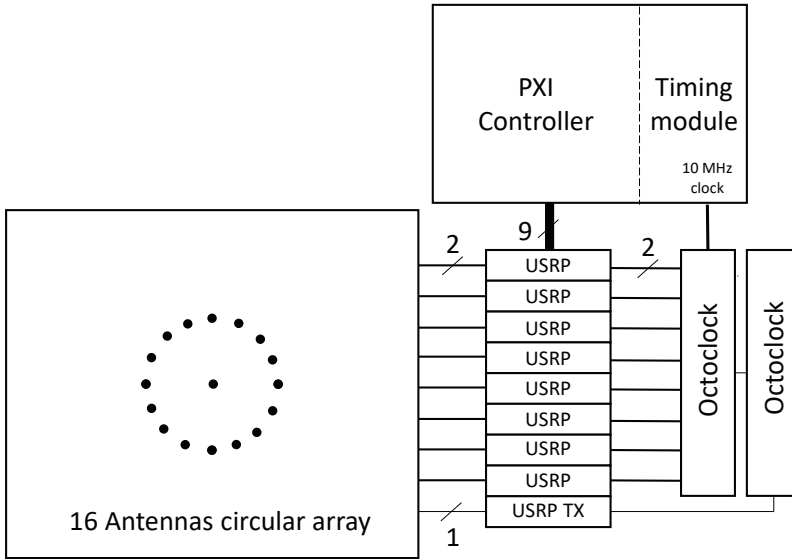 PXI
Controller
Timing
module
10 MHz
clock
9
2
2
USRP
USRP
USRP
USRP
USRP
USRP
USRP
USRP
USRP TX
Octoclock
Octoclock
16 Antennas circular array
1